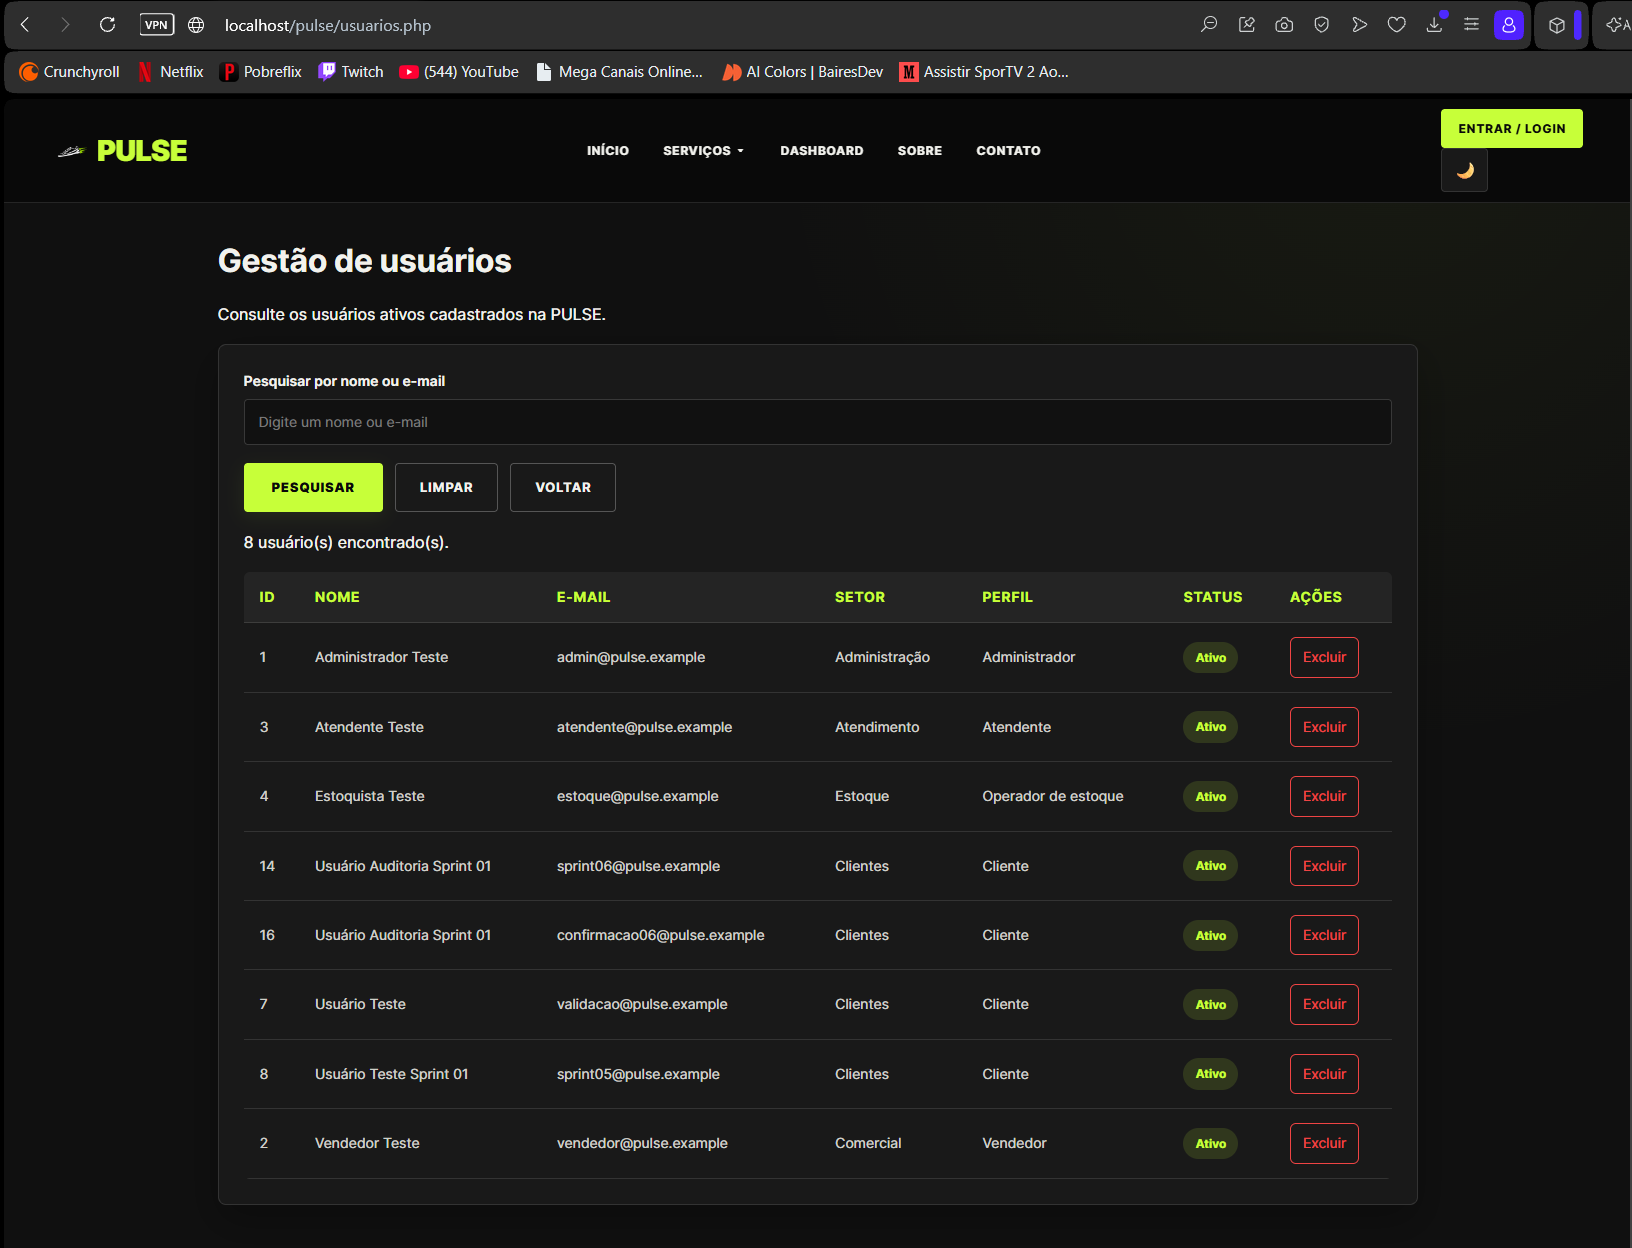 VPN localhost/pulse/usuarios.php
Crunchyroll Netflix Pobreflix Twitch (544) YouTube Mega Canais Online... AI Colors | BairesDev Assistir SporTV 2 Ao...
PULSE INÍCIO SERVIÇOS DASHBOARD SOBRE CONTATO ENTRAR / LOGIN
Gestão de usuários
Consulte os usuários ativos cadastrados na PULSE.
Pesquisar por nome ou e-mail
Digite um nome ou e-mail
PESQUISAR LIMPAR VOLTAR
8 usuário(s) encontrado(s).
ID NOME E-MAIL SETOR PERFIL STATUS AÇÕES
1 Administrador Teste admin@pulse.example Administração Administrador Ativo Excluir
3 Atendente Teste atendente@pulse.example Atendimento Atendente Ativo Excluir
4 Estoquista Teste estoque@pulse.example Estoque Operador de estoque Ativo Excluir
14 Usuário Auditoria Sprint 01 sprint06@pulse.example Clientes Cliente Ativo Excluir
16 Usuário Auditoria Sprint 01 confirmacao06@pulse.example Clientes Cliente Ativo Excluir
7 Usuário Teste validacao@pulse.example Clientes Cliente Ativo Excluir
8 Usuário Teste Sprint 01 sprint05@pulse.example Clientes Cliente Ativo Excluir
2 Vendedor Teste vendedor@pulse.example Comercial Vendedor Ativo Excluir